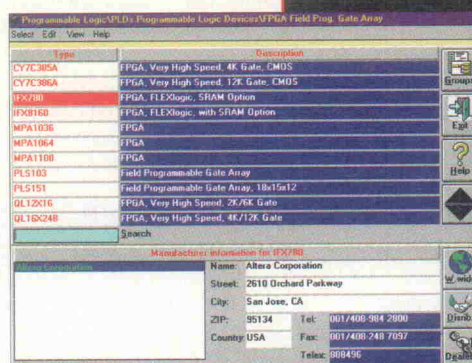 Programmable Logic\PLDs Programmable Logic Devices\FPGA Field Prog. Gate Array
Select Edit View Help
Type Description
CY7C385A FPGA, Very High Speed, 4K Gate, CMOS
CY7C386A FPGA, Very High Speed, 12K Gate, CMOS
IFX780 FPGA, FLEXlogic, SRAM Option
IFX8160 FPGA, FLEXlogic, with SRAM Option
MPA1036 FPGA
MPA1064 FPGA
MPA1100 FPGA
PLS103 Field Programmable Gate Array
PLS151 Field Programmable Gate Array, 18x15x12
QL12X16 FPGA, Very High Speed, 2K/6K Gate
QL16X24B FPGA, Very High Speed, 4K/12K Gate
Search
Groups
Exit
Help
Manufacturer information for IFX780
Altera Corporation
Name: Altera Corporation
Street: 2610 Orchard Parkway
City: San Jose, CA
ZIP: 95134 Tel: 001/408-984 2800
Country: USA Fax: 001/408-248 7097
Telex: 888496
W.wide
Distrib